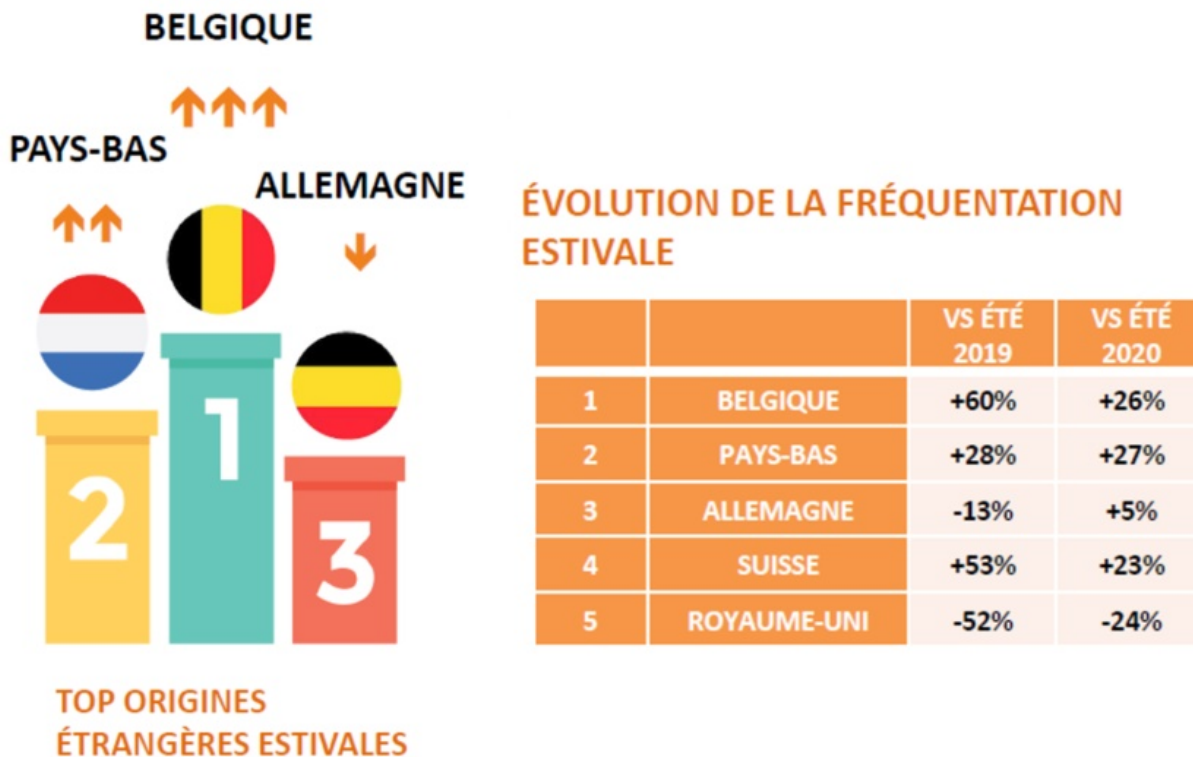 BELGIQUE
PAYS-BAS
ALLEMAGNE
1
2
3
TOP ORIGINES
ÉTRANGÈRES ESTIVALES
ÉVOLUTION DE LA FRÉQUENTATION
ESTIVALE
VS ÉTÉ 2019 VS ÉTÉ 2020
1 BELGIQUE +60% +26%
2 PAYS-BAS +28% +27%
3 ALLEMAGNE -13% +5%
4 SUISSE +53% +23%
5 ROYAUME-UNI -52% -24%